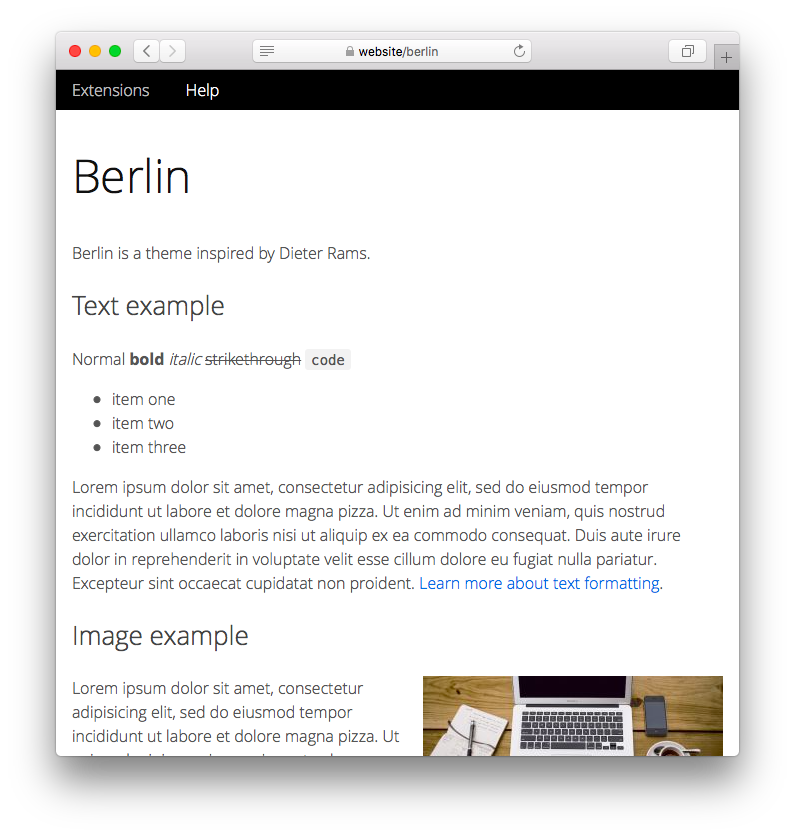 website/berlin
Extensions Help
Berlin
Berlin is a theme inspired by Dieter Rams.
Text example
Normal bold italic strikethrough code
item one
item two
item three
Lorem ipsum dolor sit amet, consectetur adipisicing elit, sed do eiusmod tempor
incididunt ut labore et dolore magna pizza. Ut enim ad minim veniam, quis nostrud
exercitation ullamco laboris nisi ut aliquip ex ea commodo consequat. Duis aute irure
dolor in reprehenderit in voluptate velit esse cillum dolore eu fugiat nulla pariatur.
Excepteur sint occaecat cupidatat non proident. Learn more about text formatting.
Image example
Lorem ipsum dolor sit amet, consectetur
adipisicing elit, sed do eiusmod tempor
incididunt ut labore et dolore magna pizza. Ut